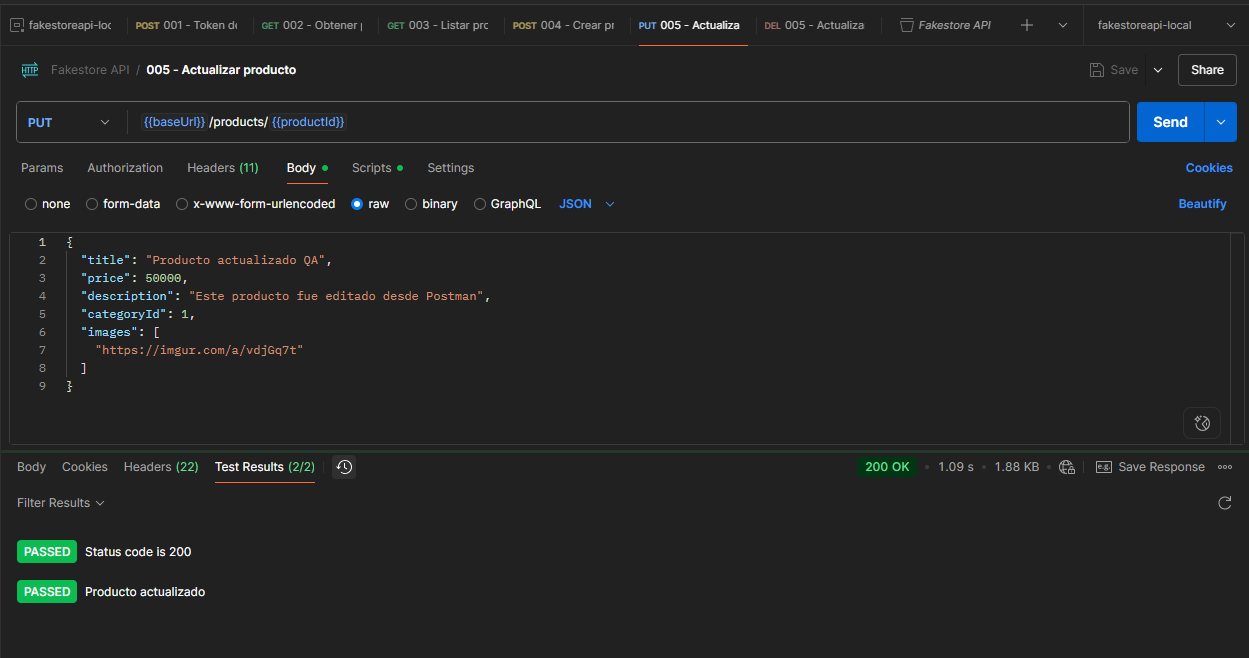 fakestoreapi-loc POST 001 - Token de GET 002 - Obtener p GET 003 - Listar pro POST 004 - Crear pr PUT 005 - Actualiza DEL 005 - Actualiza Fakestore API fakestoreapi-local
HTTP Fakestore API / 005 - Actualizar producto Save Share
PUT {{baseUrl}} /products/ {{productId}} Send
Params Authorization Headers (11) Body Scripts Settings Cookies
none form-data x-www-form-urlencoded raw binary GraphQL JSON Beautify
1 {
2 "title": "Producto actualizado QA",
3 "price": 50000,
4 "description": "Este producto fue editado desde Postman",
5 "categoryId": 1,
6 "images": [
7 "https://imgur.com/a/vdjGq7t"
8 ]
9 }
Body Cookies Headers (22) Test Results (2/2) 200 OK 1.09 s 1.88 KB e.g. Save Response
Filter Results
PASSED Status code is 200
PASSED Producto actualizado